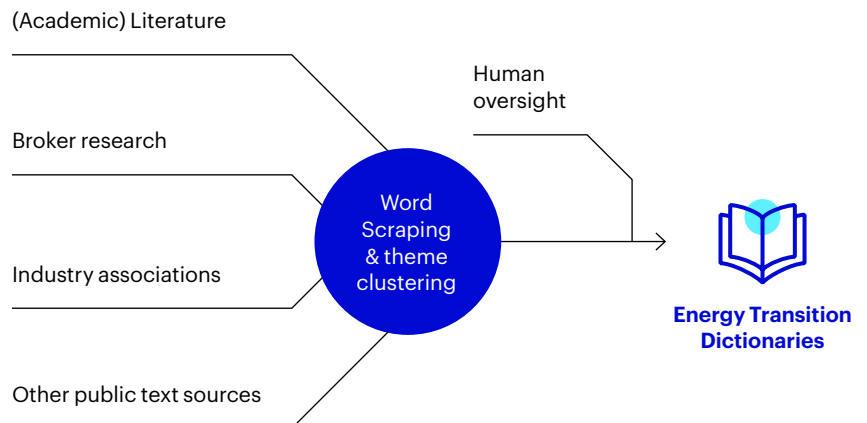 (Academic) Literature
Broker research
Industry associations
Other public text sources
Word
Scraping
& theme
clustering
Human
oversight
Energy Transition
Dictionaries